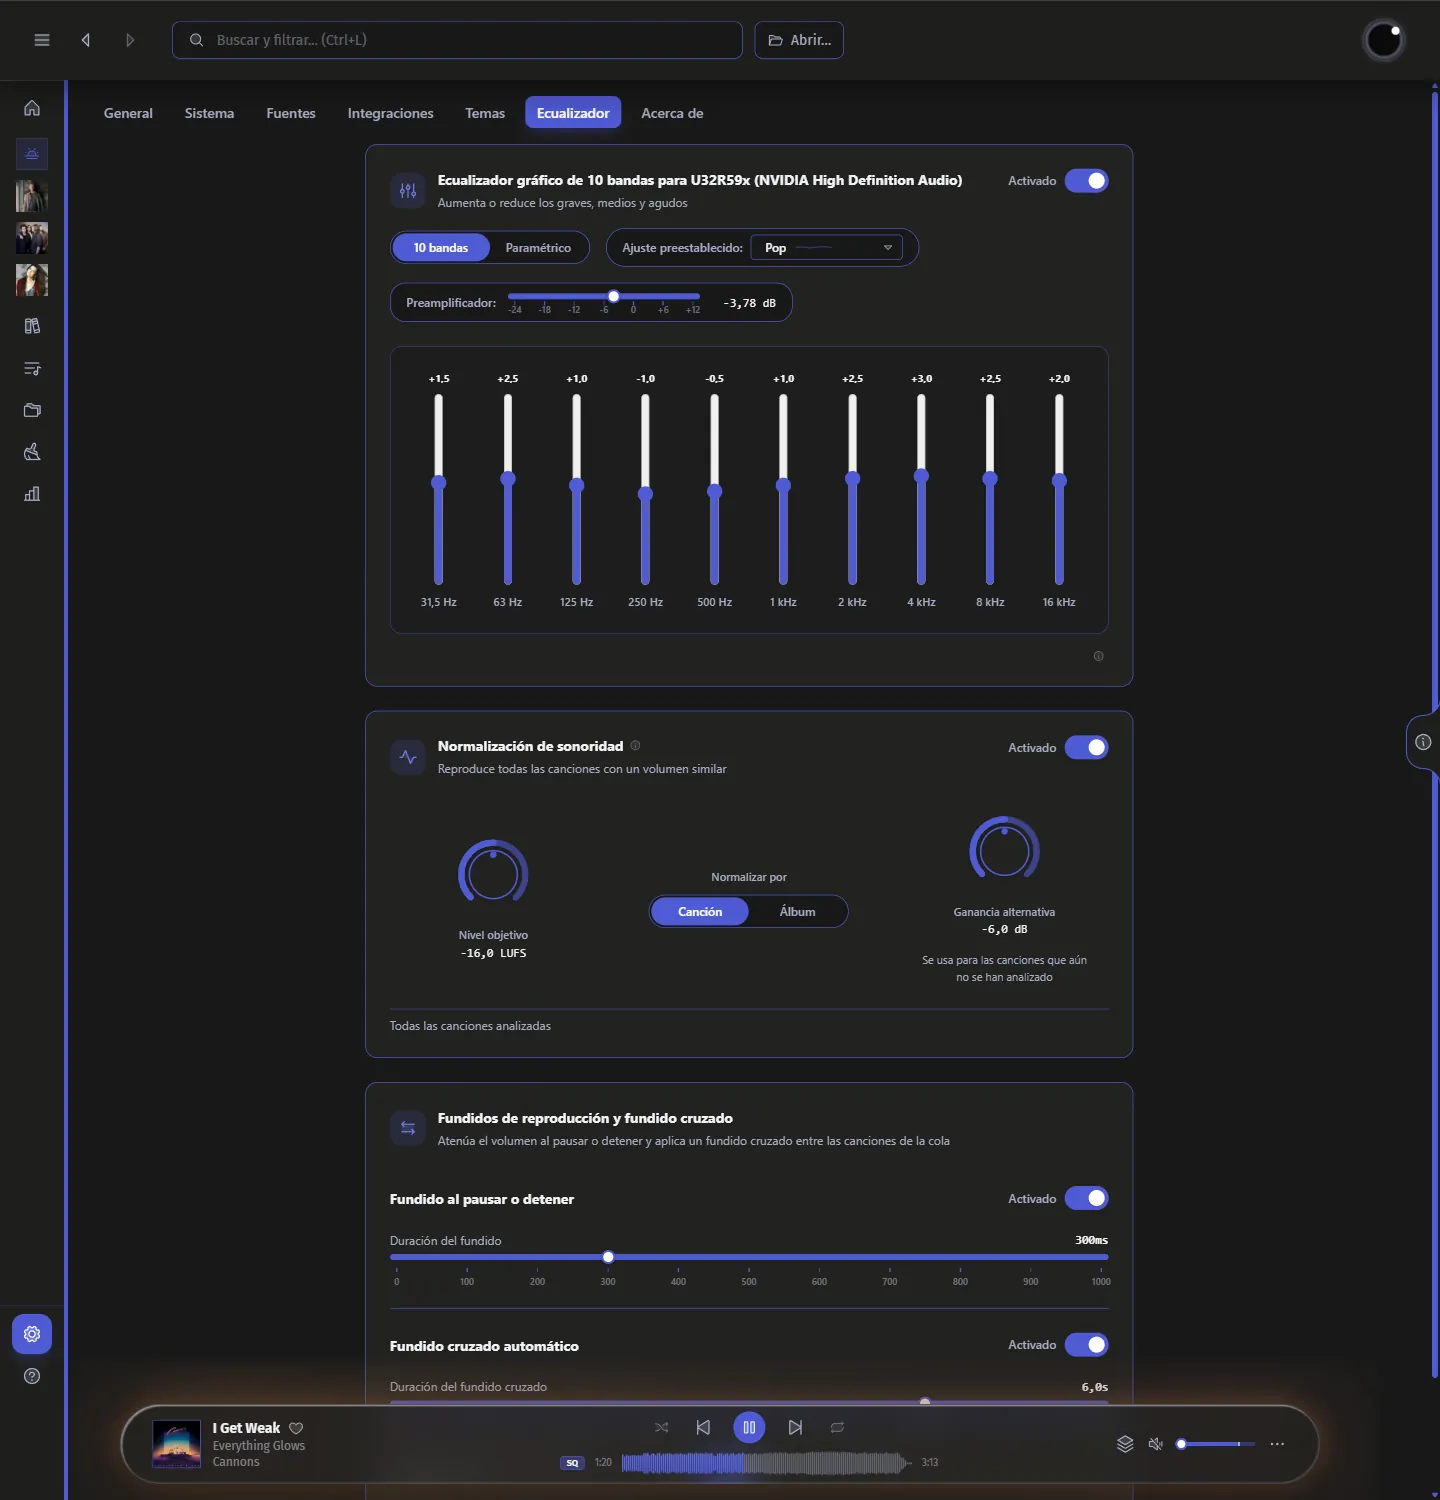 Buscar y filtrar... (Ctrl+L)
Abrir...
General
Sistema
Fuentes
Integraciones
Temas
Ecualizador
Acerca de
Ecualizador gráfico de 10 bandas para U32R59x (NVIDIA High Definition Audio)
Aumenta o reduce los graves, medios y agudos
Activado
10 bandas
Paramétrico
Ajuste preestablecido:
Pop
Preamplificador:
-24 -18 -12 -6 0 +6 +12
-3,78 dB
+1,5 +2,5 +1,0 -1,0 -0,5 +1,0 +2,5 +3,0 +2,5 +2,0
31,5 Hz 63 Hz 125 Hz 250 Hz 500 Hz 1 kHz 2 kHz 4 kHz 8 kHz 16 kHz
Normalización de sonoridad
Reproduce todas las canciones con un volumen similar
Activado
Nivel objetivo
-16,0 LUFS
Normalizar por
Canción
Álbum
Ganancia alternativa
-6,0 dB
Se usa para las canciones que aún
no se han analizado
Todas las canciones analizadas
Fundidos de reproducción y fundido cruzado
Atenúa el volumen al pausar o detener y aplica un fundido cruzado entre las canciones de la cola
Fundido al pausar o detener
Activado
Duración del fundido
300ms
0 100 200 300 400 500 600 700 800 900 1000
Fundido cruzado automático
Activado
Duración del fundido cruzado
6,0s
I Get Weak
Everything Glows
Cannons
SQ
1:20
3:13